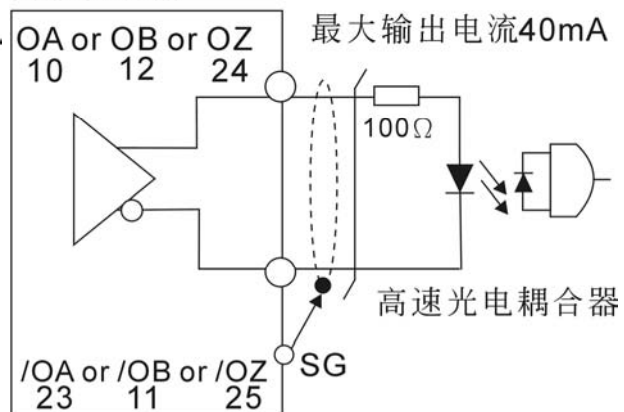 OA or OB or OZ
10 12 24
最大输出电流40mA
100Ω
高速光电耦合器
SG
/OA or /OB or /OZ
23 11 25